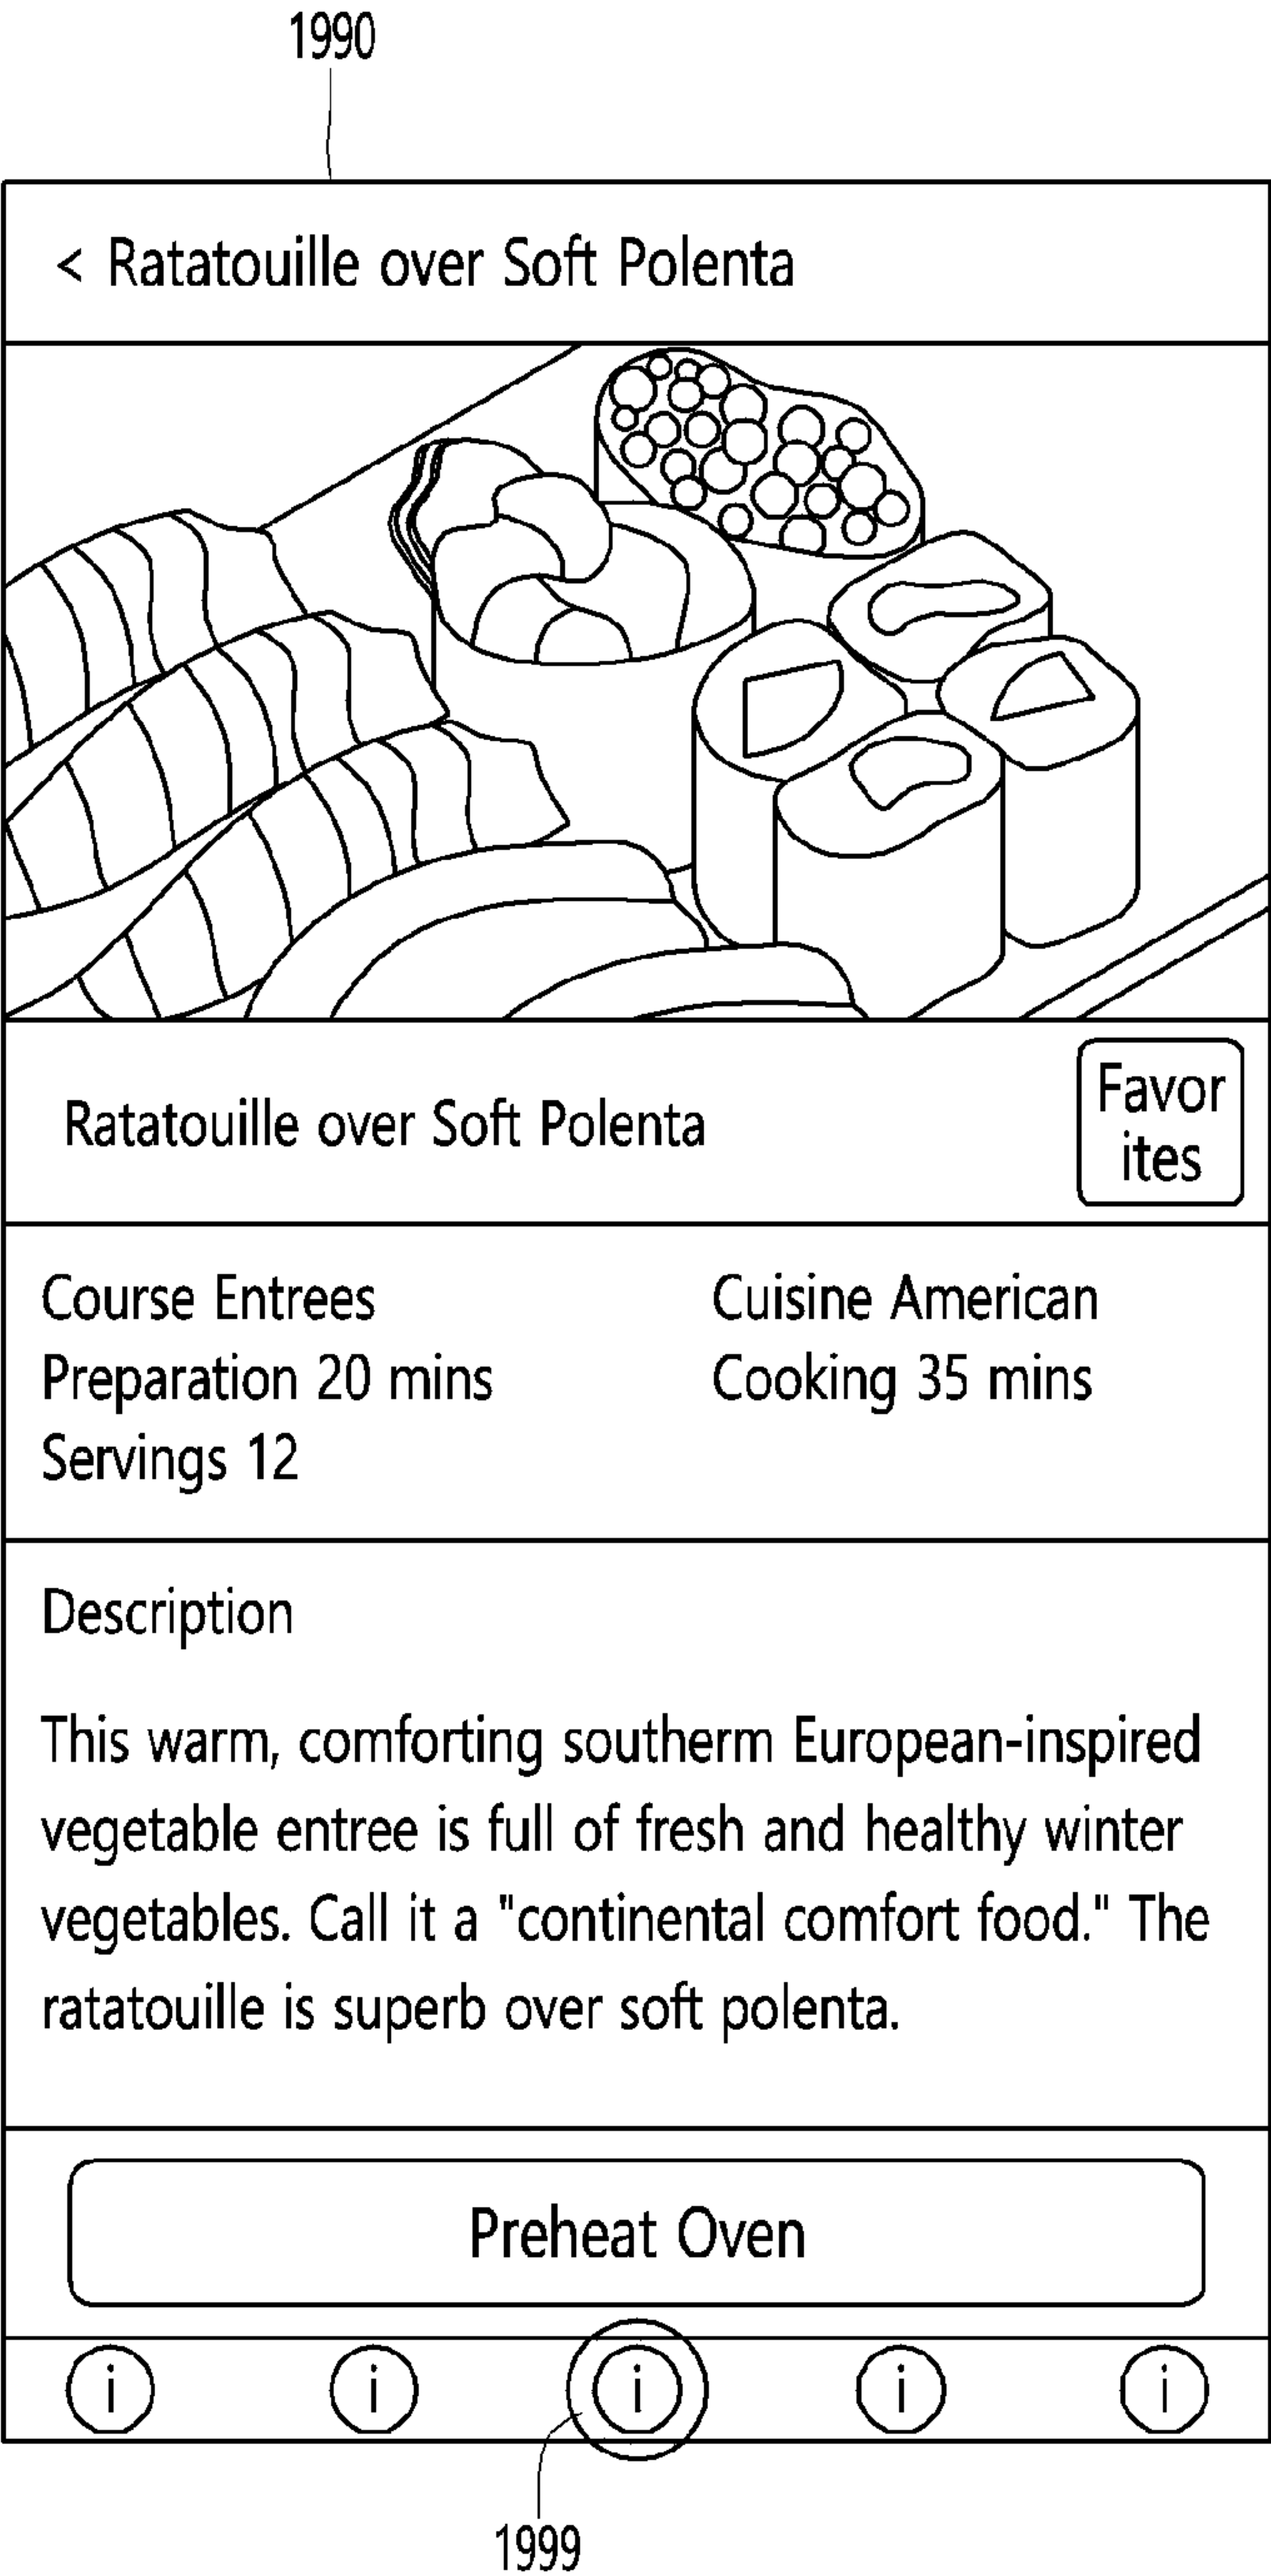 1990
< Ratatouille over Soft Polenta
Ratatouille over Soft Polenta
Favor
ites
Course Entrees Cuisine American
Preparation 20 mins Cooking 35 mins
Servings 12
Description
This warm, comforting southerm European-inspired
vegetable entree is full of fresh and healthy winter
vegetables. Call it a "continental comfort food." The
ratatouille is superb over soft polenta.
Preheat Oven
i i i i i
1999